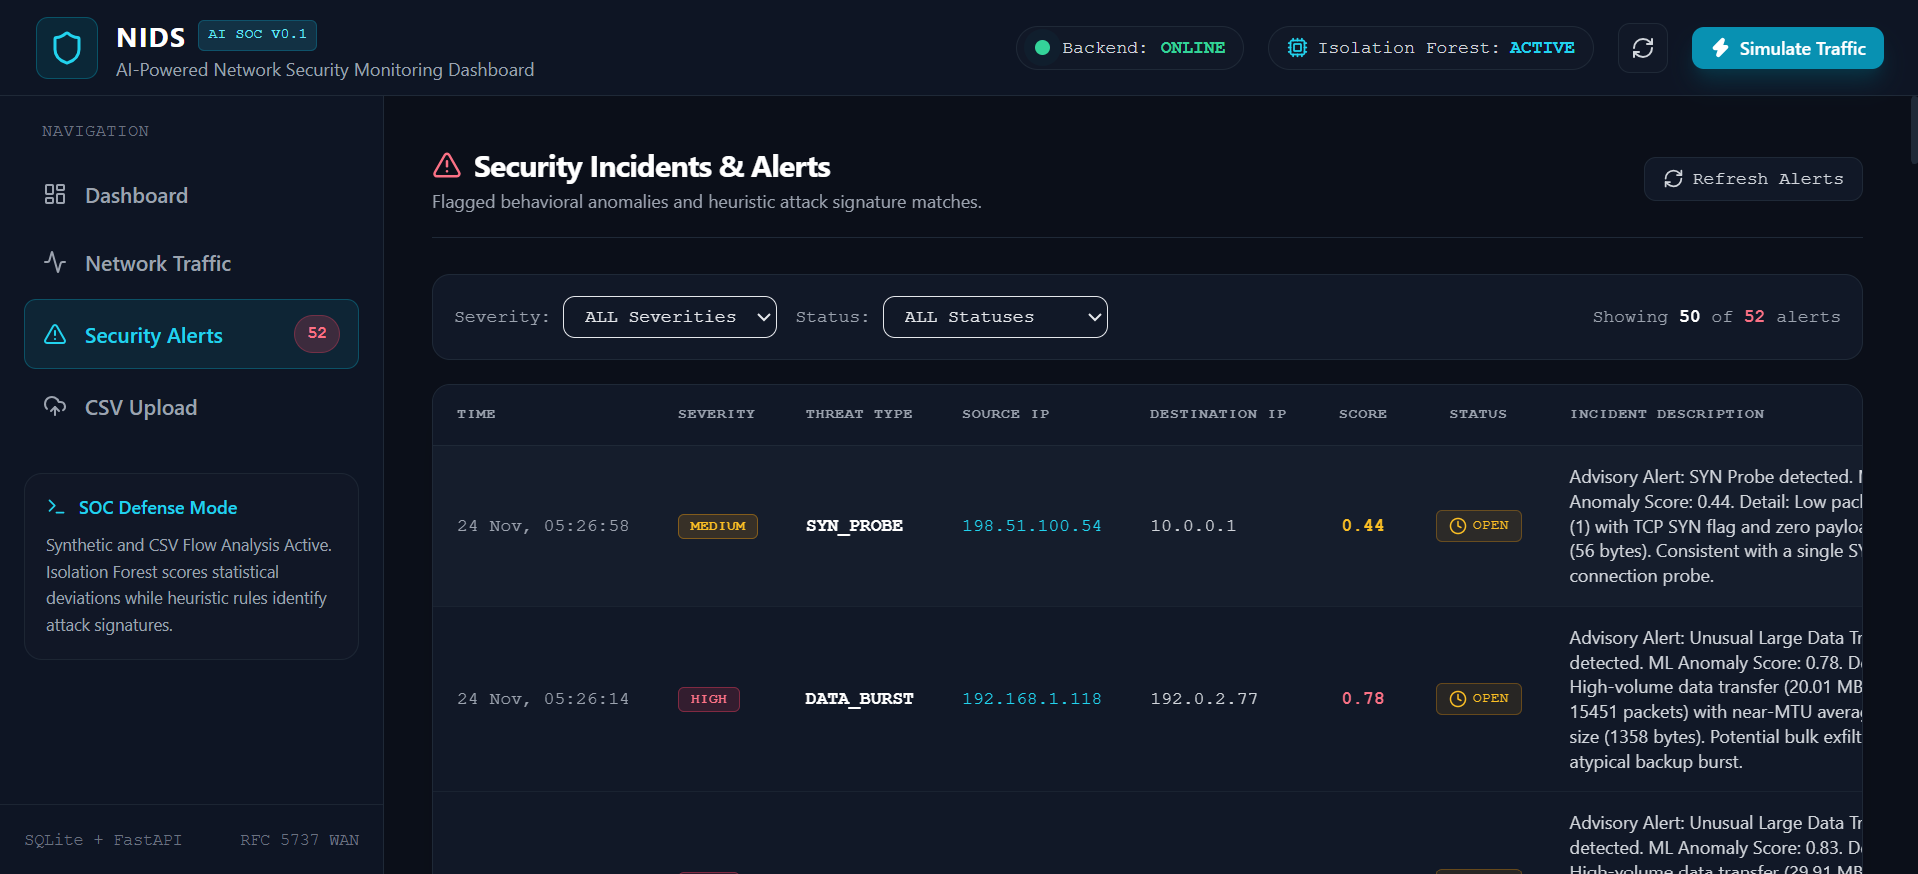 NIDS
AI SOC V0.1
AI-Powered Network Security Monitoring Dashboard
Backend: ONLINE
Isolation Forest: ACTIVE
Simulate Traffic
NAVIGATION
Dashboard
Network Traffic
Security Alerts
52
CSV Upload
SOC Defense Mode
Synthetic and CSV Flow Analysis Active.
Isolation Forest scores statistical
deviations while heuristic rules identify
attack signatures.
SQLite + FastAPI
RFC 5737 WAN
Security Incidents & Alerts
Flagged behavioral anomalies and heuristic attack signature matches.
Refresh Alerts
Severity: ALL Severities
Status: ALL Statuses
Showing 50 of 52 alerts
TIME SEVERITY THREAT TYPE SOURCE IP DESTINATION IP SCORE STATUS INCIDENT DESCRIPTION
24 Nov, 05:26:58 MEDIUM SYN_PROBE 198.51.100.54 10.0.0.1 0.44 OPEN
Advisory Alert: SYN Probe detected.
Anomaly Score: 0.44. Detail: Low
(1) with TCP SYN flag and zero
(56 bytes). Consistent with a single
connection probe.
24 Nov, 05:26:14 HIGH DATA_BURST 192.168.1.118 192.0.2.77 0.78 OPEN
Advisory Alert: Unusual Large Data
detected. ML Anomaly Score: 0.78.
High-volume data transfer (20.01 MB
15451 packets) with near-MTU
size (1358 bytes). Potential bulk
atypical backup burst.
Advisory Alert: Unusual Large Data
detected. ML Anomaly Score: 0.83.
High-volume data transfer (29.91 MB